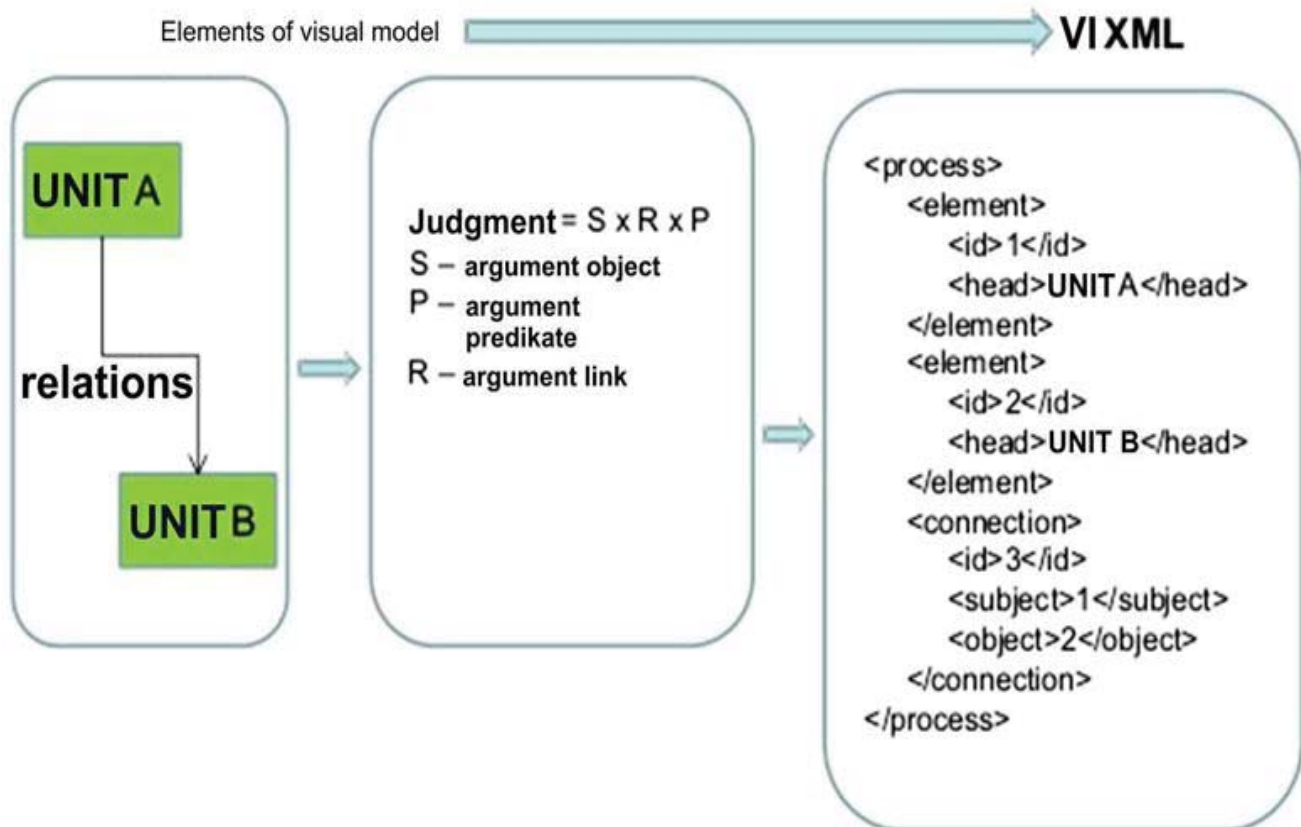 Elements of visual model
VI XML
UNIT A
relations
UNIT B
Judgment = S x R x P
S – argument object
P – argument
predikate
R – argument link
<process>
<element>
<id>1</id>
<head>UNIT A</head>
</element>
<element>
<id>2</id>
<head>UNIT B</head>
</element>
<connection>
<id>3</id>
<subject>1</subject>
<object>2</object>
</connection>
</process>